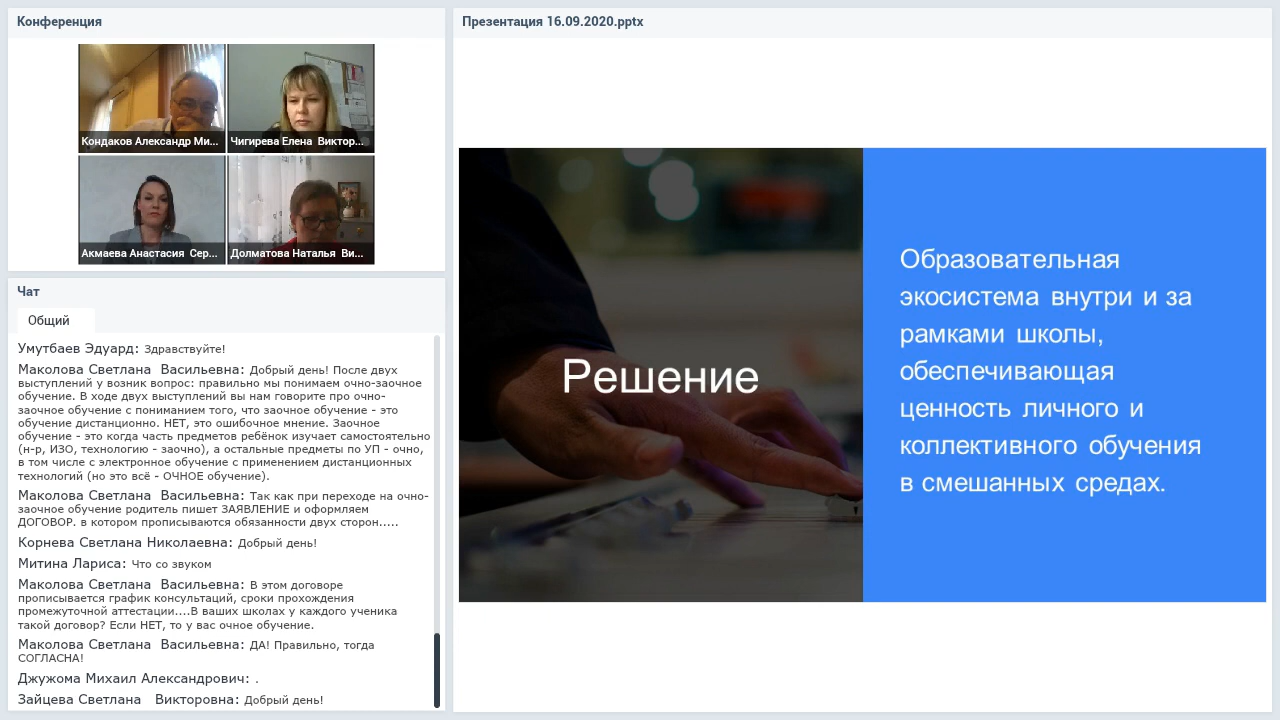 Конференция
Кондаков Александр Ми...
Чигирева Елена Виктор...
Акмаева Анастасия Сер...
Долматова Наталья Ви...
Чат
Общий
Умутбаев Эдуард: Здравствуйте!
Маколова Светлана Васильевна: Добрый день! После двух
выступлений у возник вопрос: правильно мы понимаем очно-заочное
обучение. В ходе двух выступлений вы нам говорите про очно-
заочное обучение с пониманием того, что заочное обучение - это
обучение дистанционно. НЕТ, это ошибочное мнение. Заочное
обучение - это когда часть предметов ребёнок изучает самостоятельно
(н-р, ИЗО, технологию - заочно), а остальные предметы по УП - очно,
в том числе с электронное обучение с применением дистанционных
технологий (но это всё - ОЧНОЕ обучение).
Маколова Светлана Васильевна: Так как при переходе на очно-
заочное обучение родитель пишет ЗАЯВЛЕНИЕ и оформляем
ДОГОВОР. в котором прописываются обязанности двух сторон.....
Корнева Светлана Николаевна: Добрый день!
Митина Лариса: Что со звуком
Маколова Светлана Васильевна: В этом договоре
прописывается график консультаций, сроки прохождения
промежуточной аттестации....В ваших школах у каждого ученика
такой договор? Если НЕТ, то у вас очное обучение.
Маколова Светлана Васильевна: ДА! Правильно, тогда
СОГЛАСНА!
Джужома Михаил Александрович: .
Зайцева Светлана Викторовна: Добрый день!
Презентация 16.09.2020.pptx
Решение
Образовательная
экосистема внутри и за
рамками школы,
обеспечивающая
ценность личного и
коллективного обучения
в смешанных средах.